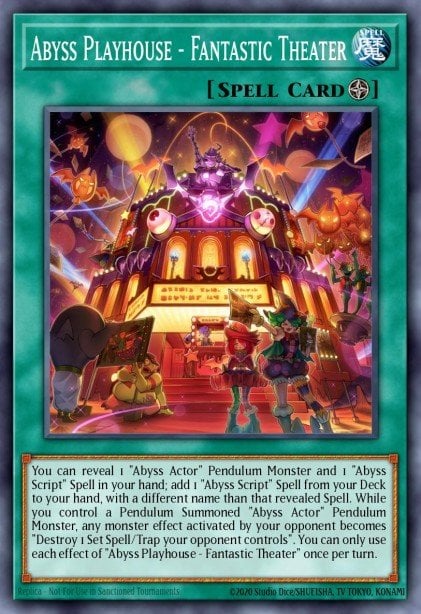 Abyss Playhouse - Fantastic Theater
SPELL
魔
[Spell Card]
You can reveal 1 "Abyss Actor" Pendulum Monster and 1 "Abyss
Script" Spell in your hand; add 1 "Abyss Script" Spell from your Deck
to your hand, with a different name than that revealed Spell. While
you control a Pendulum Summoned "Abyss Actor" Pendulum
Monster, any monster effect activated by your opponent becomes
"Destroy 1 Set Spell/Trap your opponent controls". You can only use
each effect of "Abyss Playhouse - Fantastic Theater" once per turn.
Replica - Not For Use in Sanctioned Tournaments
©2020 Studio Dice/SHUEISHA, TV TOKYO, KONAMI